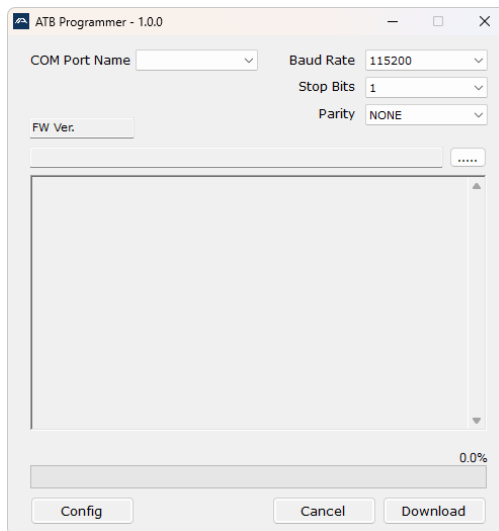 ATB Programmer - 1.0.0
COM Port Name
Baud Rate 115200
Stop Bits 1
Parity NONE
FW Ver.
.....
0.0%
Config
Cancel
Download